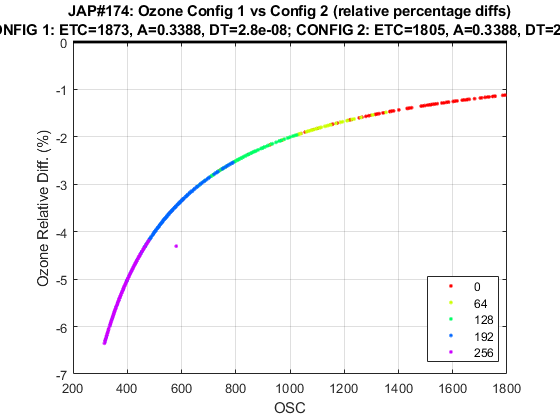 JAP#174: Ozone Config 1 vs Config 2 (relative percentage diffs)
ONFIG 1: ETC=1873, A=0.3388, DT=2.8e-08; CONFIG 2: ETC=1805, A=0.3388, DT=2
0
-1
-2
-3
-4
-5
-6
-7
Ozone Relative Diff. (%)
0
64
128
192
256
200 400 600 800 1000 1200 1400 1600 1800
OSC